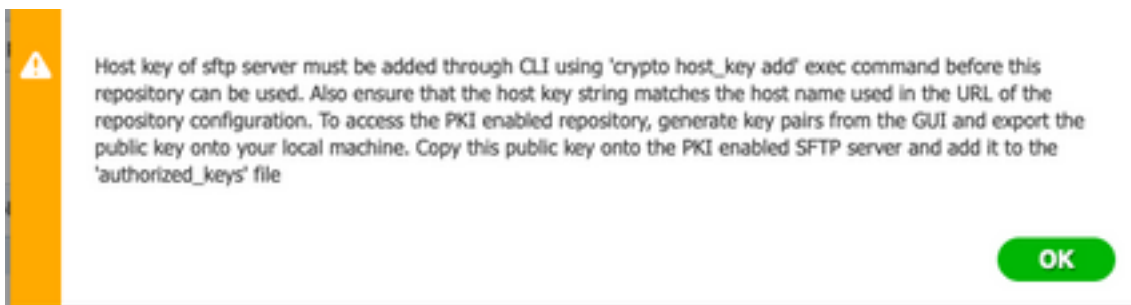 Host key of sftp server must be added through CLI using 'crypto host_key add' exec command before this
repository can be used. Also ensure that the host key string matches the host name used in the URL of the
repository configuration. To access the PKI enabled repository, generate key pairs from the GUI and export the
public key onto your local machine. Copy this public key onto the PKI enabled SFTP server and add it to the
'authorized_keys' file
OK